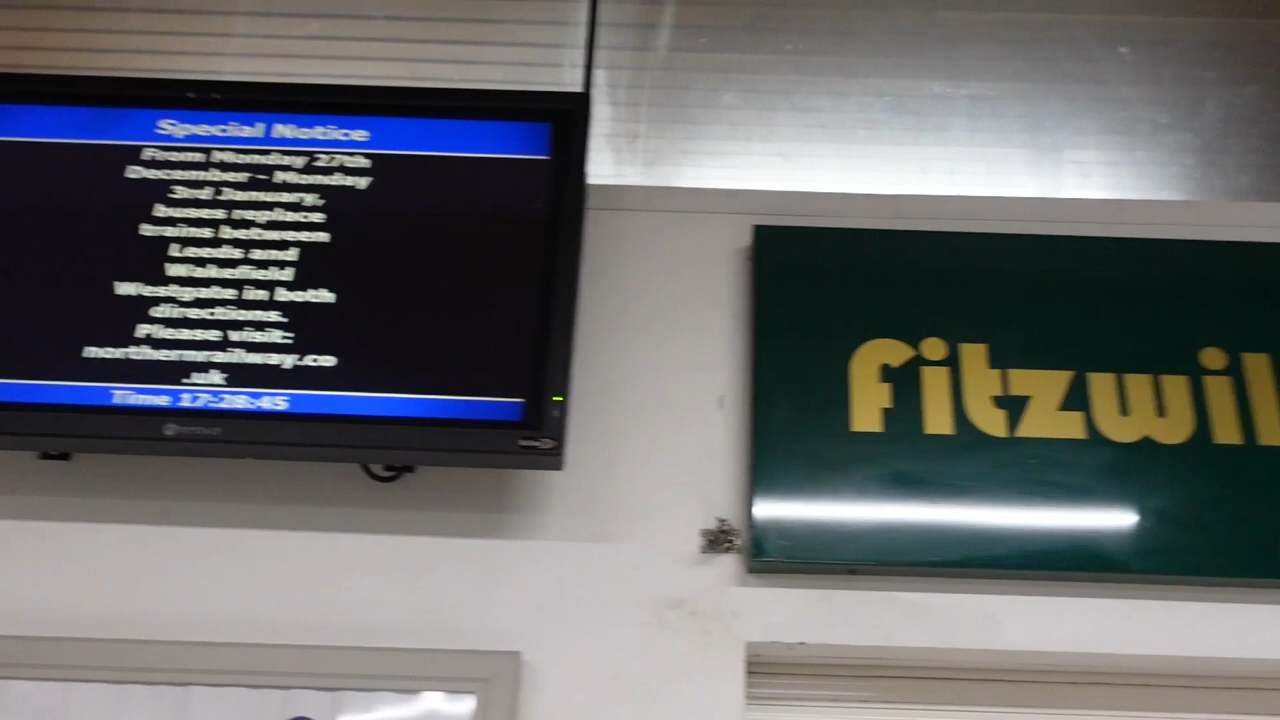 Special Notice
From Monday 27th
December - Monday
3rd January,
buses replace
trains between
Leeds and
Wakefield
Westgate in both
directions.
Please visit:
northernrailway.co
.uk
Time 17:28:45
fitzwil